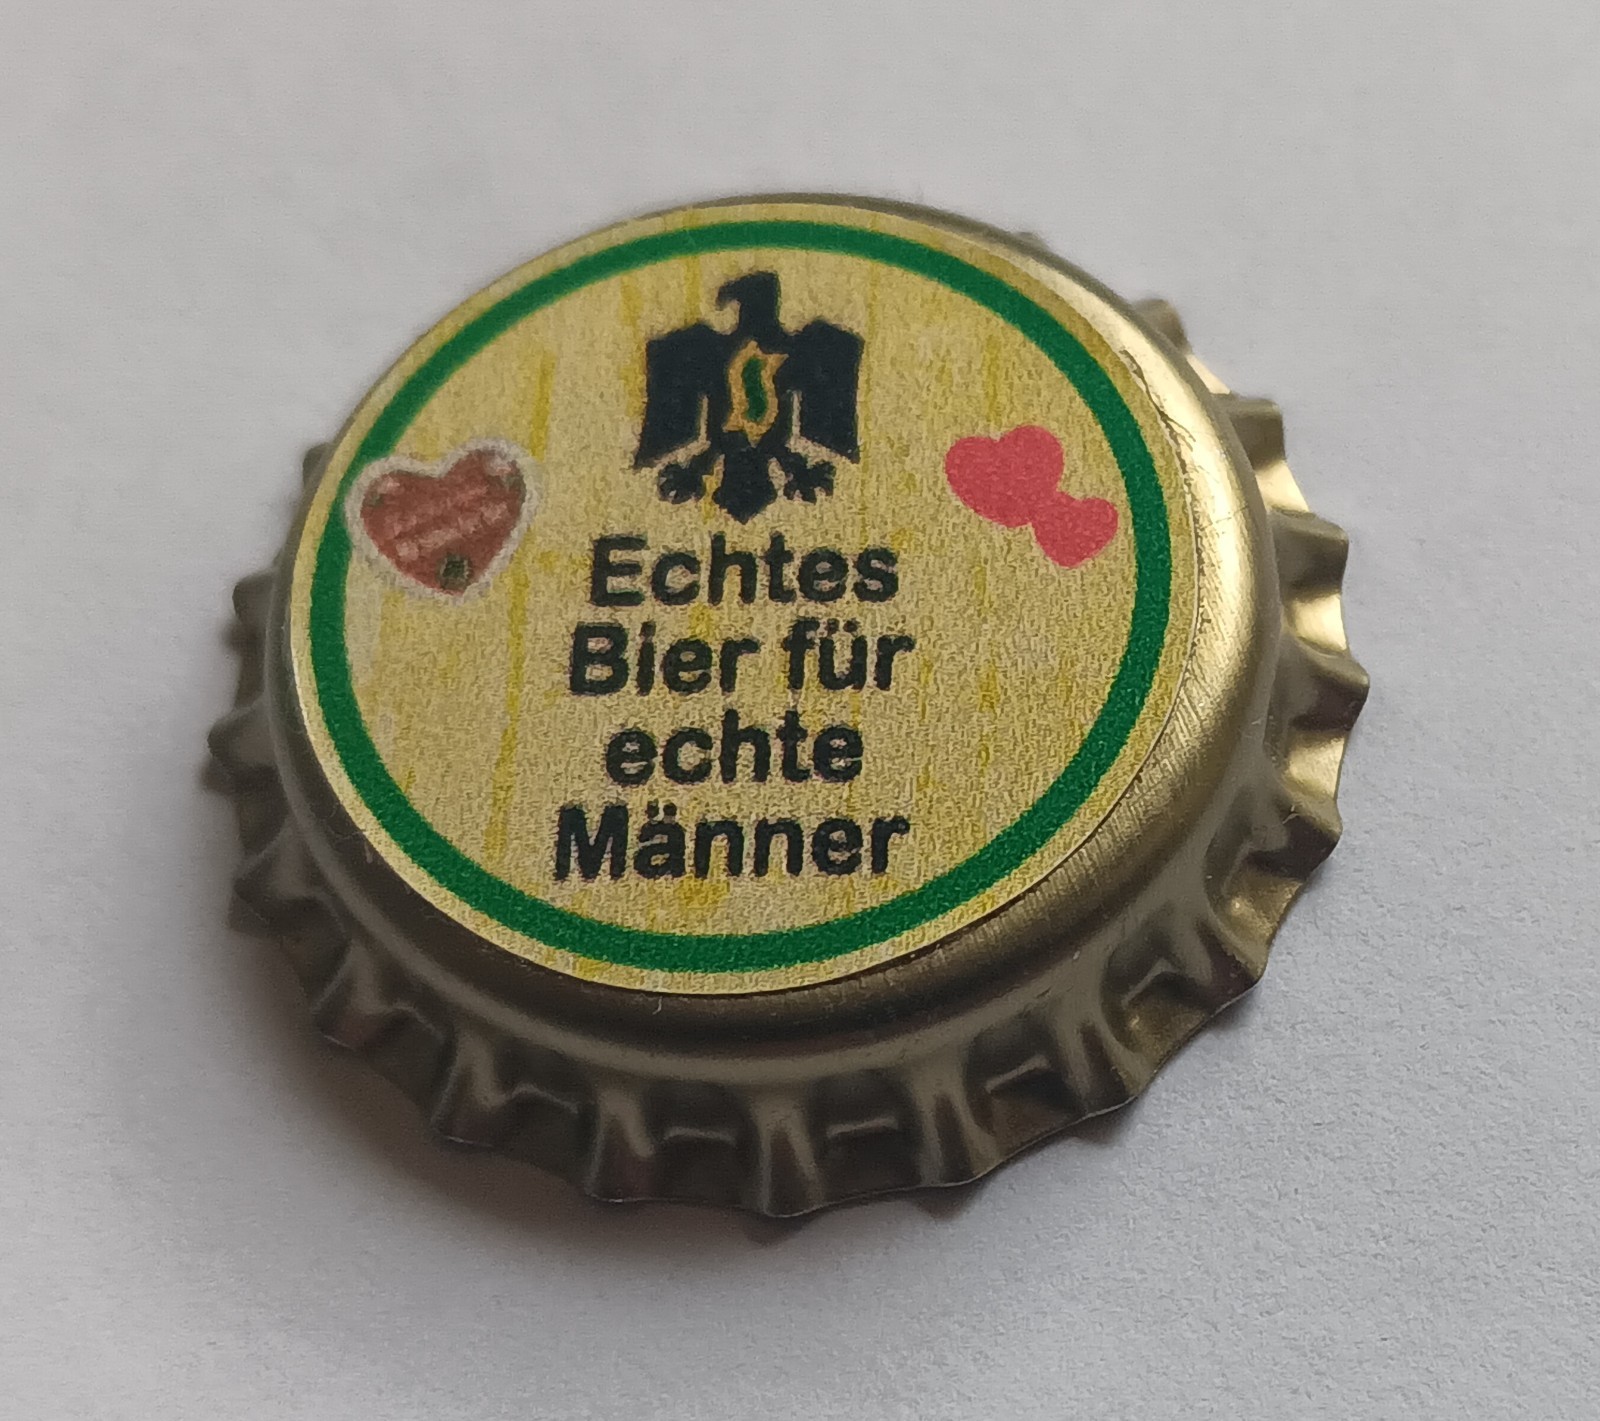 Echtes
Bier für
echte
Männer